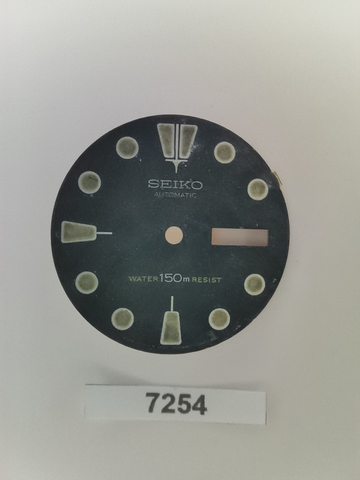 SEIKO
AUTOMATIC
WATER 150m RESIST
7254